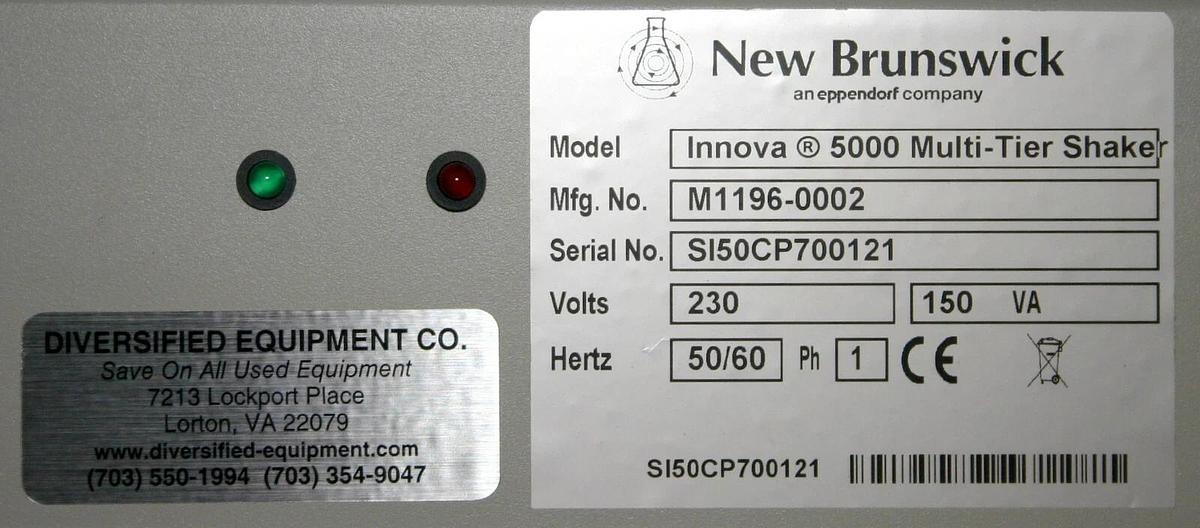 New Brunswick
an eppendorf company
Model Innova ® 5000 Multi-Tier Shaker
Mfg. No. M1196-0002
Serial No. SI50CP700121
Volts 230 150 VA
Hertz 50/60 Ph 1 CE
SI50CP700121
DIVERSIFIED EQUIPMENT CO.
Save On All Used Equipment
7213 Lockport Place
Lorton, VA 22079
www.diversified-equipment.com
(703) 550-1994 (703) 354-9047